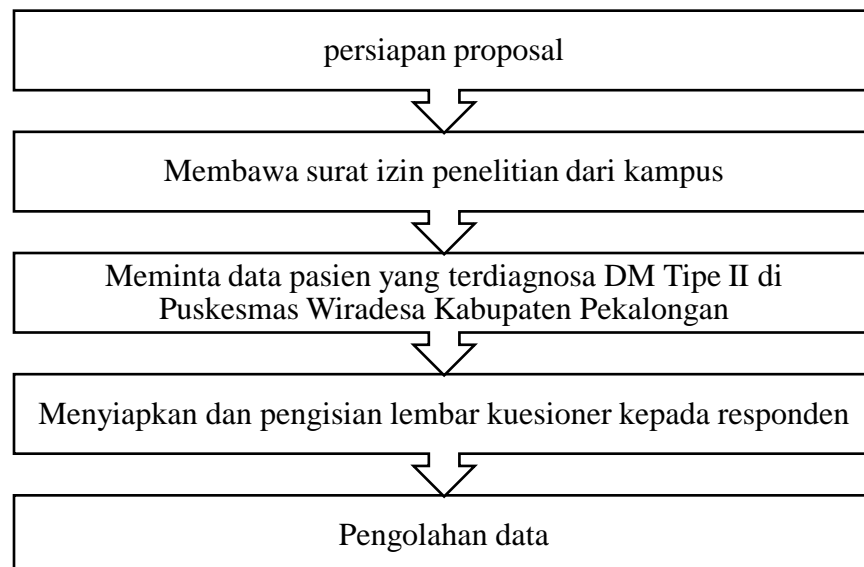 persiapan proposal
Membawa surat izin penelitian dari kampus
Meminta data pasien yang terdiagnosa DM Tipe II di
Puskesmas Wiradesa Kabupaten Pekalongan
Menyiapkan dan pengisian lembar kuesioner kepada responden
Pengolahan data